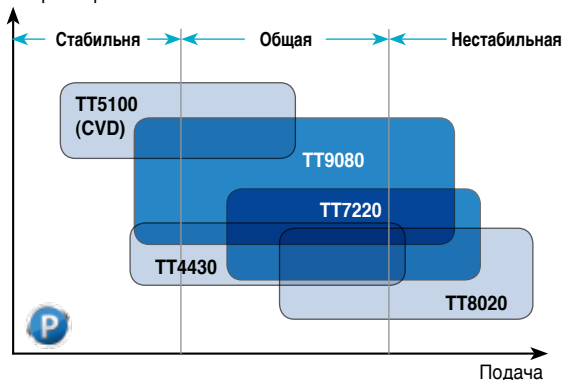 Стабильня
Общая
Нестабильная
TT5100
(CVD)
TT9080
TT7220
TT4430
TT8020
P
Подача